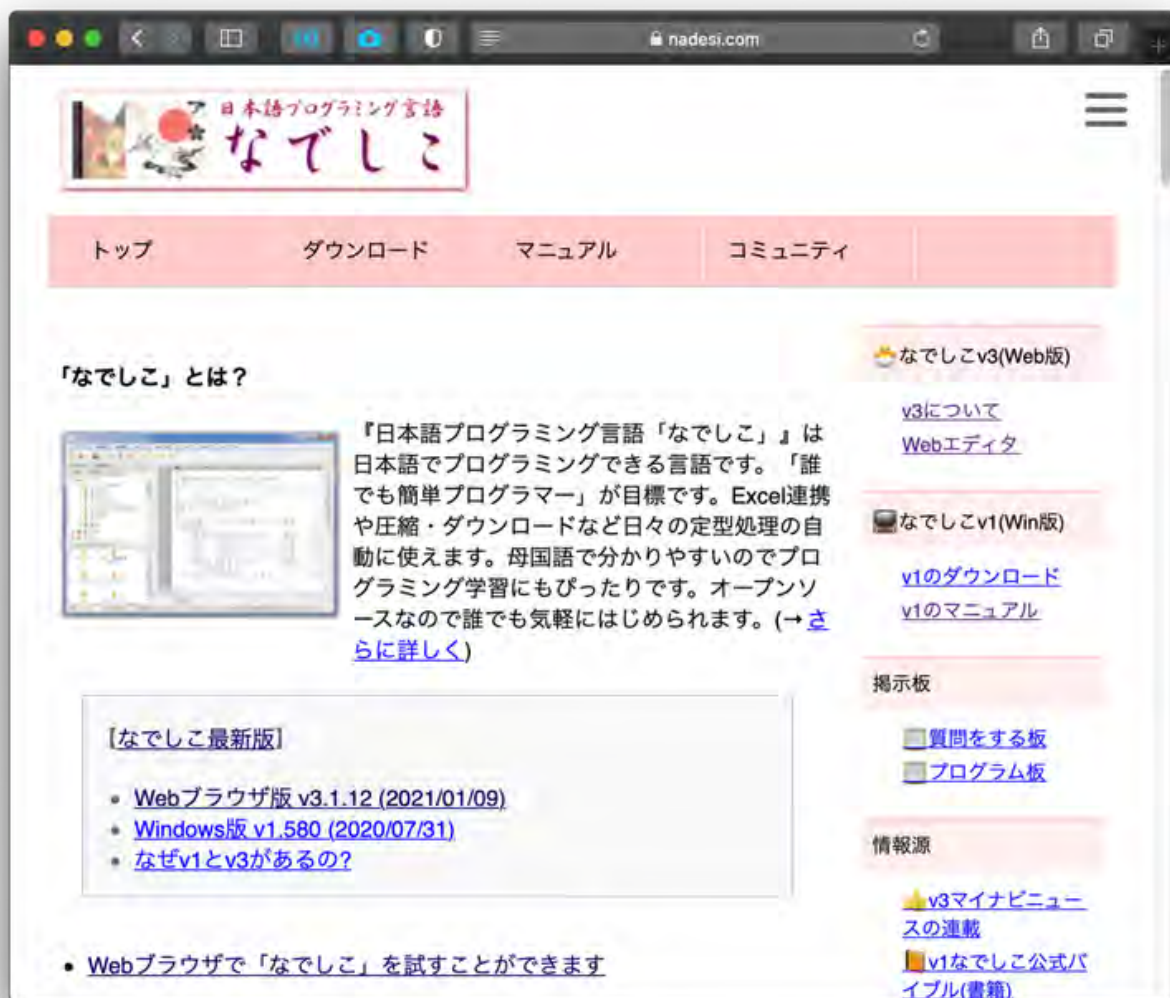 nadesi.com
日本語プログラミング言語
なでしこ
トップ
ダウンロード
マニュアル
コミュニティ
「なでしこ」とは？
『日本語プログラミング言語「なでしこ」』は
日本語でプログラミングできる言語です。「誰
でも簡単プログラマー」が目標です。Excel連携
や圧縮・ダウンロードなど日々の定型処理の自
動に使えます。母国語で分かりやすいのでプロ
グラミング学習にもぴったりです。オープンソ
ースなので誰でも気軽にはじめられます。(→さ
らに詳しく)
[なでしこ最新版]
Webブラウザ版 v3.1.12 (2021/01/09)
Windows版 v1.580 (2020/07/31)
なぜv1とv3があるの?
Webブラウザで「なでしこ」を試すことができます
なでしこv3(Web版)
v3について
Webエディタ
なでしこv1(Win版)
v1のダウンロード
v1のマニュアル
掲示板
質問をする板
プログラム板
情報源
v3マイナビニュー
スの連載
v1なでしこ公式バ
イブル(書籍)